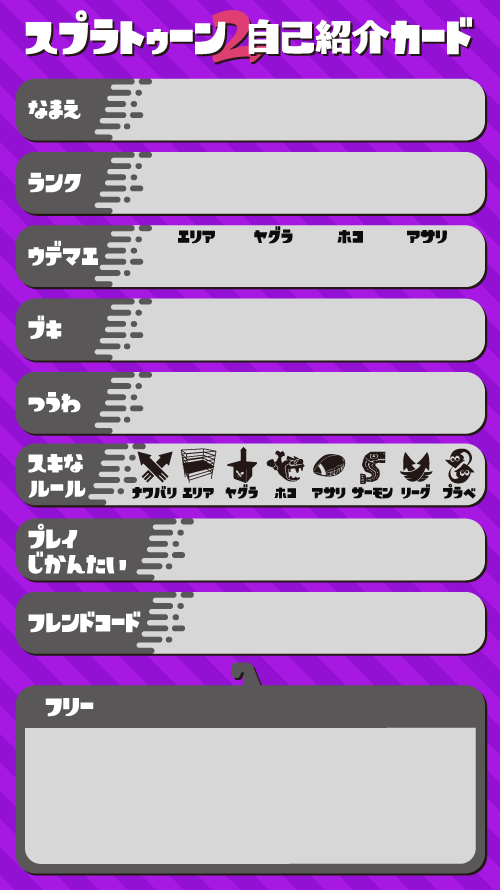 スプラトゥーン2自己紹介カード
なまえ
ランク
ウデマエ
エリア ヤグラ ホコ アサリ
ブキ
つうわ
スキな
ルール
ナワバリ エリア ヤグラ ホコ アサリ サーモン リーグ プラベ
プレイ
じかんたい
フレンドコード
フリー